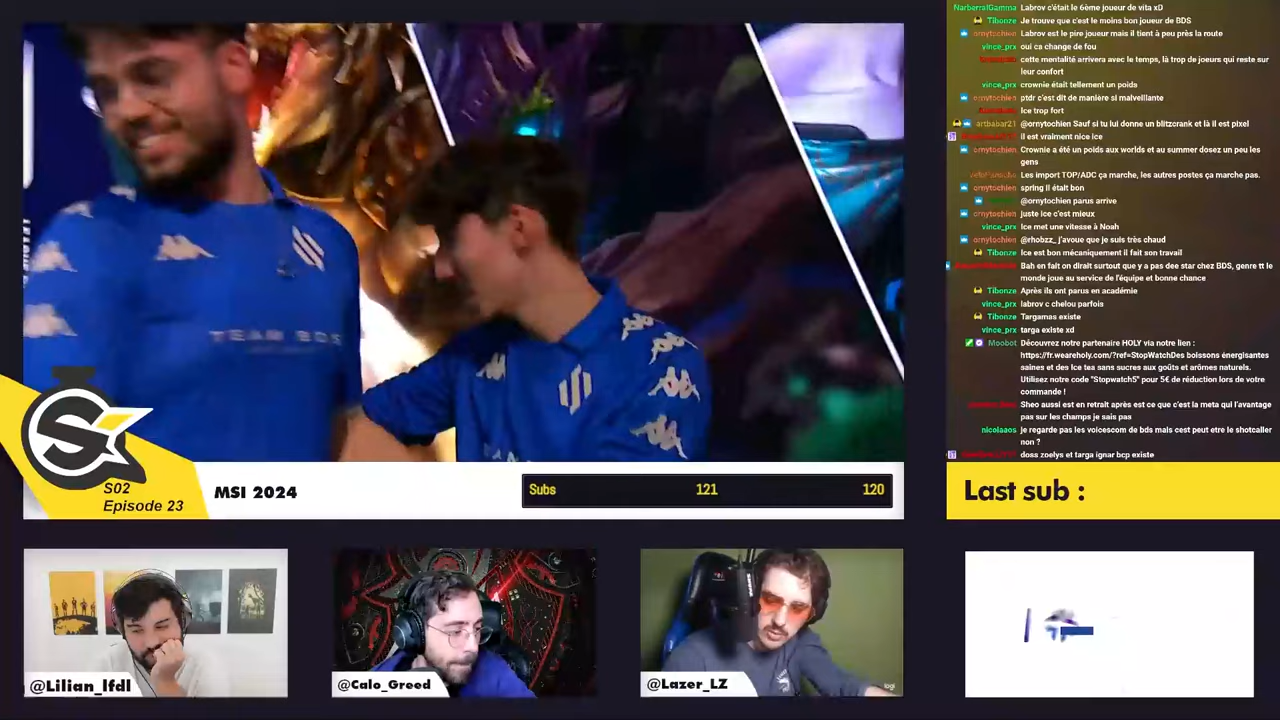 NarberralGamma Labrov c'était le 6ème joueur de vita xD
Tibonze Je trouve que c'est le moins bon joueur de BDS
ornytochien Labrov est le pire joueur mais il tient à peu près la route
vince_prx oui ca change de fou
cette mentalité arrivera avec le temps, là trop de joeurs qui reste sur
leur confort
vince_prx crownie était tellement un poids
ornytochien ptdr c'est dit de manière si malveillante
Ice trop fort
artbabar21 @ornytochien Sauf si tu lui donne un blitzcrank et là il est pixel
il est vraiment nice ice
ornytochien Crownie a été un poids aux worlds et au summer dosez un peu les
gens
Les import TOP/ADC ça marche, les autres postes ça marche pas.
ornytochien spring il était bon
@ornytochien parus arrive
ornytochien juste Ice c'est mieux
vince_prx Ice met une vitesse à Noah
ornytochien @rhobzz_ j'avoue que je suis très chaud
Tibonze Ice est bon mécaniquement il fait son travail
Bah en fait on dirait surtout que y a pas dee star chez BDS, genre tt le
monde joue au service de l'équipe et bonne chance
Tibonze Après ils ont parus en académie
vince_prx labrov c chelou parfois
Tibonze Targamas existe
vince_prx targa existe xd
Moobot Découvrez notre partenaire HOLY via notre lien :
https://fr.weareholy.com/?ref=StopWatchDes boissons énergisantes
saines et des Ice tea sans sucres aux goûts et arômes naturels.
Utilisez notre code "Stopwatch5" pour 5€ de réduction lors de votre
commande !
Sheo aussi est en retrait après est ce que c'est la meta qui l'avantage
pas sur les champs je sais pas
nicolaaos je regarde pas les voicescom de bds mais cest peut etre le shotcaller
non ?
doss zoelys et targa ignar bcp existe
TEAM BDS
S02
Episode 23
MSI 2024
Subs 121 120
Last sub :
@Lilian_lfdl
@Calo_Greed
@Lazer_LZ
logi